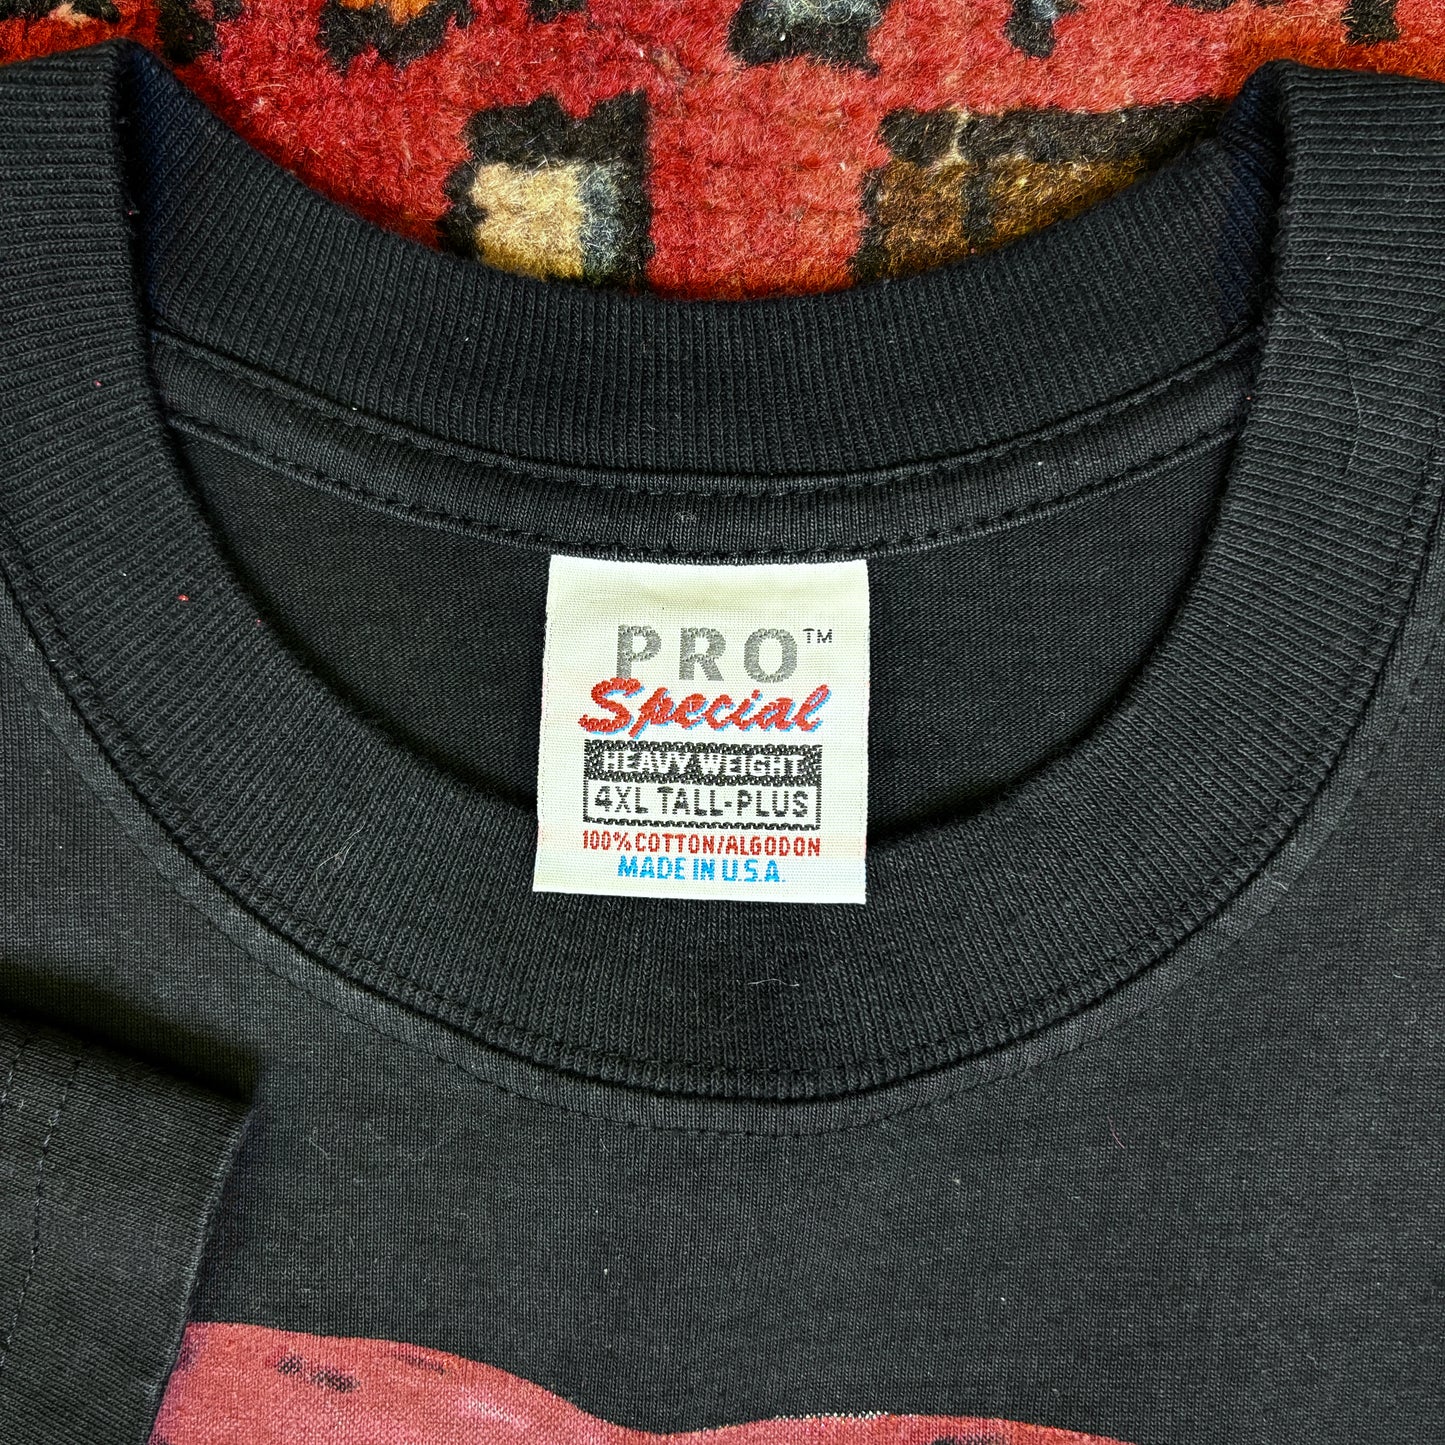 PRO™
Special
HEAVY WEIGHT
4XL TALL-PLUS
100% COTTON/ALGODON
MADE IN U.S.A.